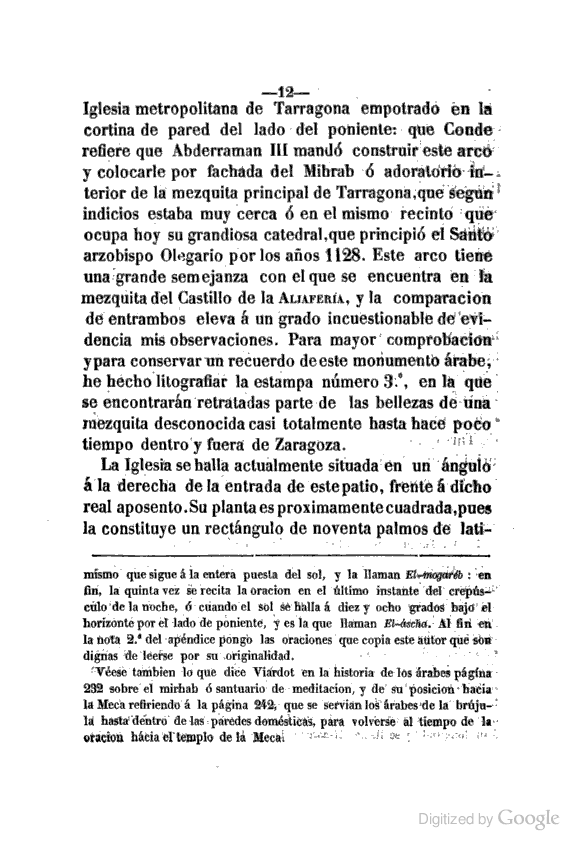 —12—
Iglesia metropolitana de Tarragona empotrado en la
cortina de pared del lado del poniente: que Conde
refiere que Abderraman III mandó construir este arco
y colocarle por fachada del Mihrab ó adoratorio in-
terior de la mezquita principal de Tarragona, que según
indicios estaba muy cerca ó en el mismo recinto que
ocupa hoy su grandiosa catedral, que principió el Santo
arzobispo Olegario por los años 1128. Este arco tiene
una grande semejanza con el que se encuentra en la
mezquita del Castillo de la ALJAFERÍA, y la comparacion
de entrambos eleva á un grado incuestionable de evi-
dencia mis observaciones. Para mayor comprobacion
y para conservar un recuerdo de este monumento árabe,
he hecho litografiar la estampa número 3.º, en la que
se encontrarán retratadas parte de las bellezas de una
mezquita desconocida casi totalmente hasta hace poco
tiempo dentro y fuera de Zaragoza.
La Iglesia se halla actualmente situada en un ángulo
á la derecha de la entrada de este patio, frente á dicho
real aposento. Su planta es proximamente cuadrada, pues
la constituye un rectángulo de noventa palmos de lati-
mismo que sigue á la entera puesta del sol, y la llaman El-mogaréb : en
fin, la quinta vez se recita la oracion en el último instante del crepús-
culo de la noche, ó cuando el sol se halla á diez y ocho grados bajo el
horizonte por el lado de poniente, y es la que llaman El-áscha. Al fin en
la nota 2.ª del apéndice pongo las oraciones que copia este autor que son
dignas de leerse por su originalidad.
Véese tambien lo que dice Viardot en la historia de los árabes página
232 sobre el mirhab ó santuario de meditacion, y de su posicion hacia
la Meca refiriendo á la página 242, que se servian los árabes de la brúju-
la hasta dentro de las paredes domésticas, para volverse al tiempo de la
oracion hácia el templo de la Meca.
Digitized by Google